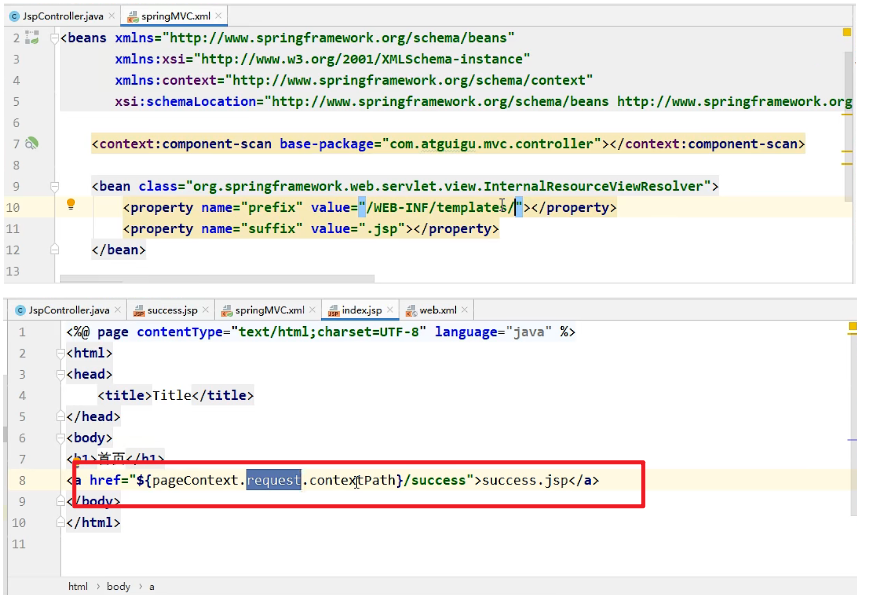 JspController.java × springMVC.xml ×
2 <beans xmlns="http://www.springframework.org/schema/beans"
3 xmlns:xsi="http://www.w3.org/2001/XMLSchema-instance"
4 xmlns:context="http://www.springframework.org/schema/context"
5 xsi:schemaLocation="http://www.springframework.org/schema/beans http://www.springframework.org
6
7 <context:component-scan base-package="com.atguigu.mvc.controller"></context:component-scan>
8
9 <bean class="org.springframework.web.servlet.view.InternalResourceViewResolver">
10 <property name="prefix" value="/WEB-INF/templates/"></property>
11 <property name="suffix" value=".jsp"></property>
12 </bean>
13
JspController.java × success.jsp × springMVC.xml × index.jsp × web.xml ×
1 <%@ page contentType="text/html;charset=UTF-8" language="java" %>
2 <html>
3 <head>
4 <title>Title</title>
5 </head>
6 <body>
7 <h1>首页</h1>
8 <a href="${pageContext.request.contextPath}/success">success.jsp</a>
9 </body>
10 </html>
11
html › body › a